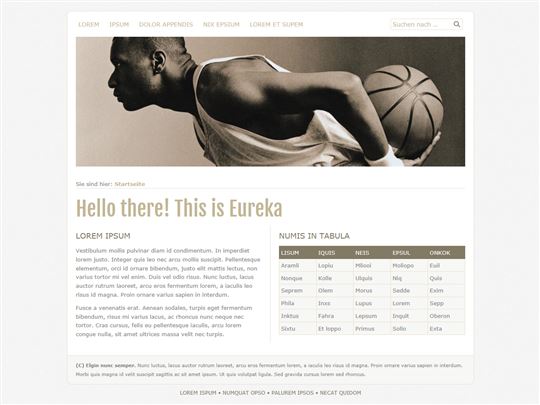 LOREM IPSUM DOLOR APPENDIS NIX EPSIUM LOREM ET SUPEM
Suchen nach ...
Sie sind hier: Startseite
Hello there! This is Eureka
LOREM IPSUM
Vestibulum mollis pulvinar diam id condimentum. In imperdiet
lorem justo. Integer quis leo nec arcu mollis suscipit. Pellentesque
elementum, orci id ornare bibendum, justo elit mattis lectus, non
varius tortor mi vel enim. Duis vel odio risus. Nunc luctus, lacus
auctor rutrum laoreet, arcu eros fermentum lorem, a iaculis leo
risus id magna. Proin ornare varius sapien in interdum.
Fusce a venenatis erat. Aenean sodales, turpis eget fermentum
bibendum, risus mi varius lacus, ac rhoncus nunc neque nec
tortor. Cras cursus, felis eu pellentesque iaculis, arcu lorem
congue nulla, sit amet interdum massa velit nec turpis.
NUMIS IN TABULA
LISUM IQUIS NEIS EPSUL ONKOK
Aramli Loplu Mliooi Mollopo Euil
Nonque Welok Ulquis Niq Quis
Seprem Olem Morus Sedde Exim
Phila Inxs Lupus Lorem Sepp
Inktus Fahra Lepsum Inquit Oberon
Sixtu Et loppo Primus Sollo Exta
(C) Elgin nunc semper. Nunc luctus, lacus auctor rutrum laoreet, arcu eros fermentum lorem, a iaculis leo risus id magna. Proin ornare varius sapien in interdum.
Morbi quis magna id velit suscipit sagittis ac sit amet ipsum. Ut quis volutpat ligula. Sed gravida cursus lorem sed rhoncus.
LOREM ISPUM • NUMQUAT OPSO • PALUREM IPSOS • NECAT QUIDOM